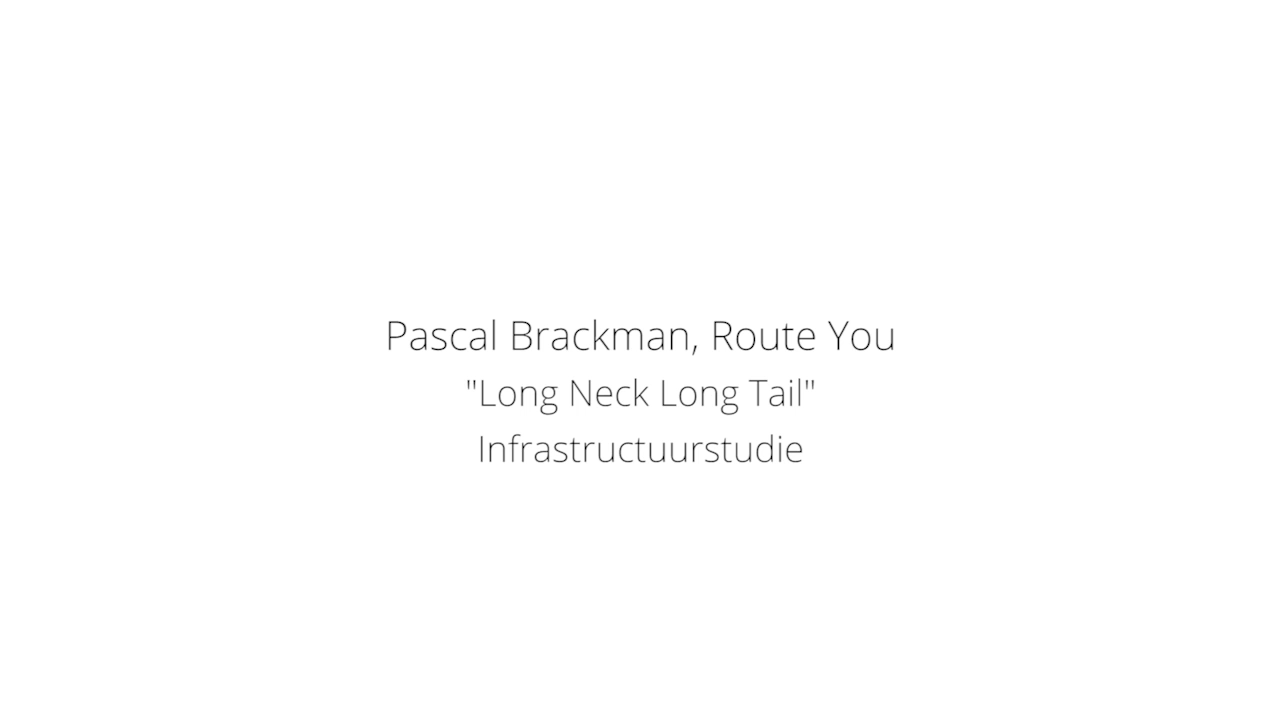 Pascal Brackman, Route You
"Long Neck Long Tail"
Infrastructuurstudie